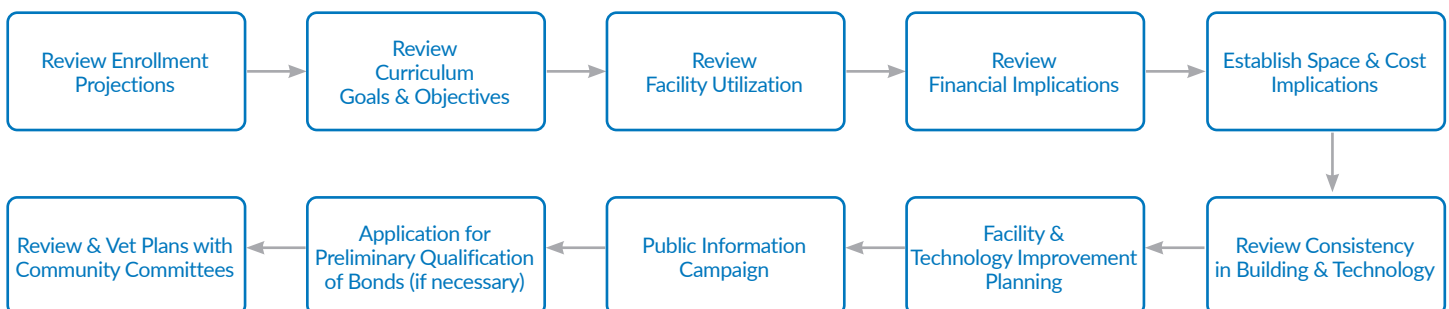 Review Enrollment
Projections
Review
Curriculum
Goals & Objectives
Review
Facility Utilization
Review
Financial Implications
Establish Space & Cost
Implications
Review & Vet Plans with
Community Committees
Application for
Preliminary Qualification
of Bonds (if necessary)
Public Information
Campaign
Facility &
Technology Improvement
Planning
Review Consistency
in Building & Technology